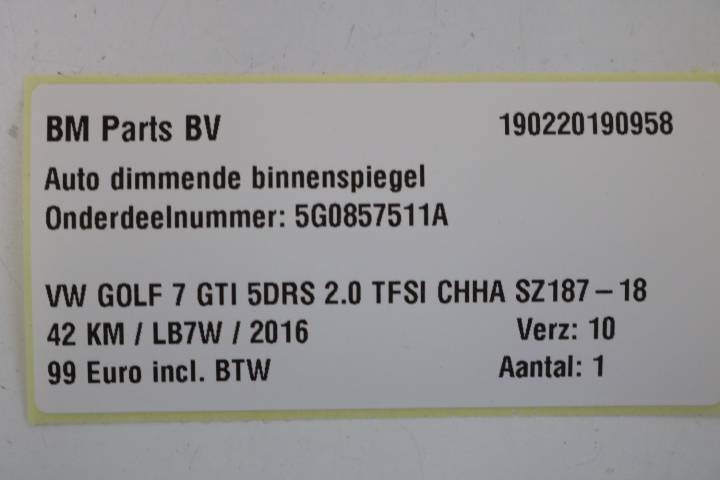 BM Parts BV 190220190958
Auto dimmende binnenspiegel
Onderdeelnummer: 5G0857511A
VW GOLF 7 GTI 5DRS 2.0 TFSI CHHA SZ187 – 18
42 KM / LB7W / 2016 Verz: 10
99 Euro incl. BTW Aantal: 1